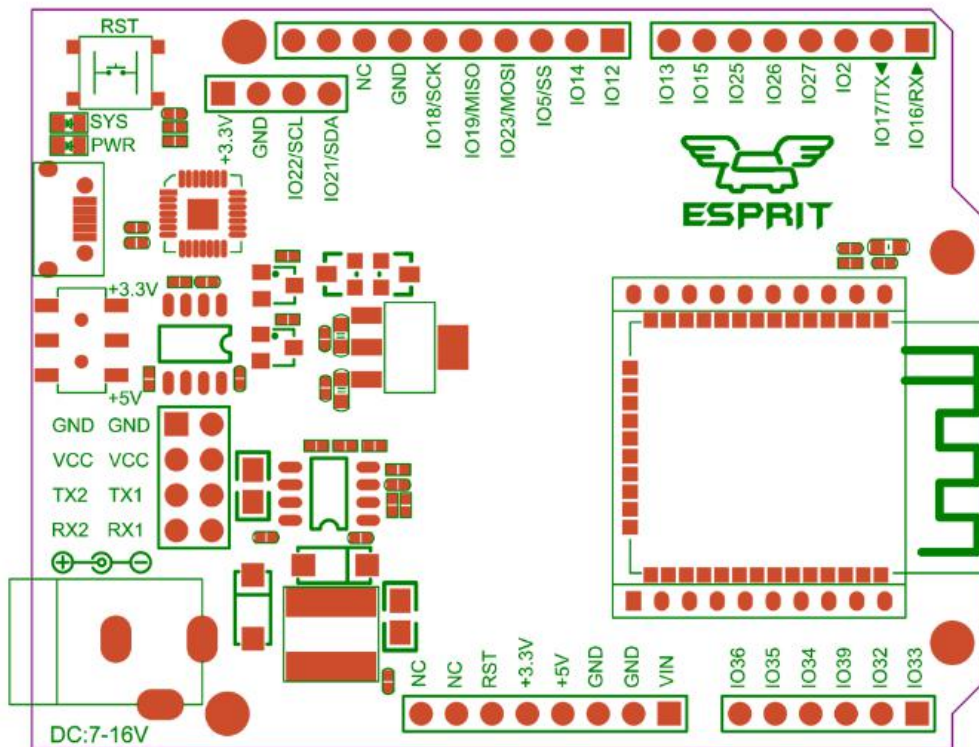 RST
SYS
PWR
+3.3V
GND
IO22/SCL
IO21/SDA
NC
GND
IO18/SCK
IO19/MISO
IO23/MOSI
IO5/SS
IO14
IO12
IO13
IO15
IO25
IO26
IO27
IO2
IO17/TX◀
IO16/RX▶
ESPRIT
+3.3V
+5V
GND GND
VCC VCC
TX2 TX1
RX2 RX1
DC:7-16V
NC
NC
RST
+3.3V
+5V
GND
GND
VIN
IO36
IO35
IO34
IO39
IO32
IO33